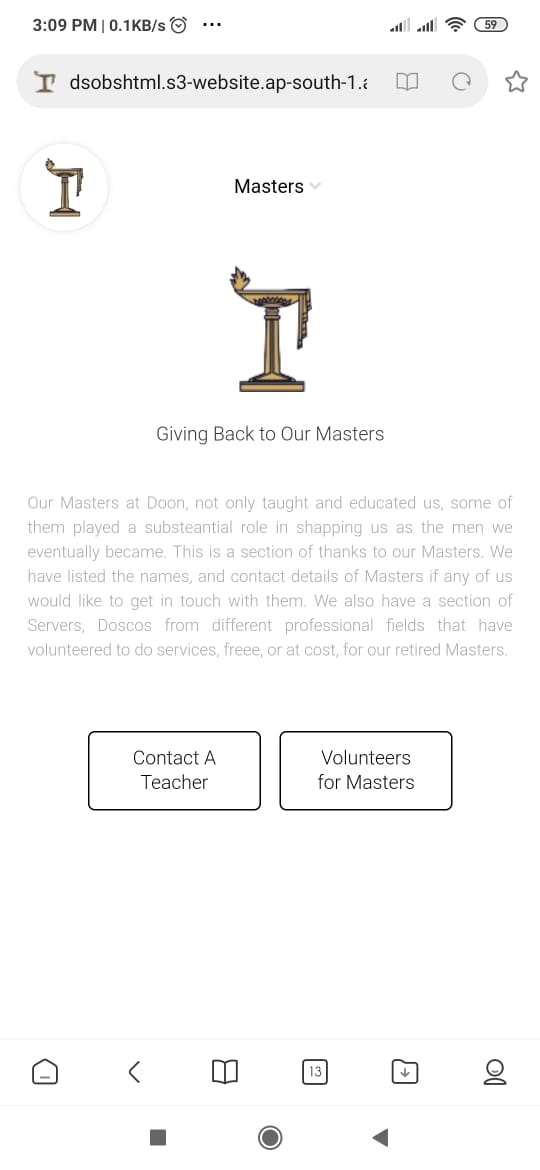 3:09 PM | 0.1KB/s ...
59
dsobshtml.s3-website.ap-south-1.a
Masters
Giving Back to Our Masters
Our Masters at Doon, not only taught and educated us, some of
them played a substeantial role in shapping us as the men we
eventually became. This is a section of thanks to our Masters. We
have listed the names, and contact details of Masters if any of us
would like to get in touch with them. We also have a section of
Servers, Doscos from different professional fields that have
volunteered to do services, freee, or at cost, for our retired Masters.
Contact A
Teacher
Volunteers
for Masters
13